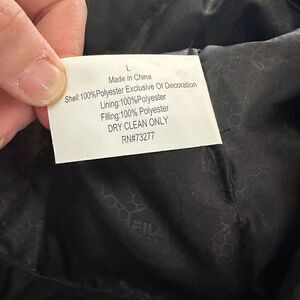 L
Made in China
Shell:100%Polyester Exclusive Of Decoration
Lining:100%Polyester
Filling:100% Polyester
DRY CLEAN ONLY
RN#73277
FILA